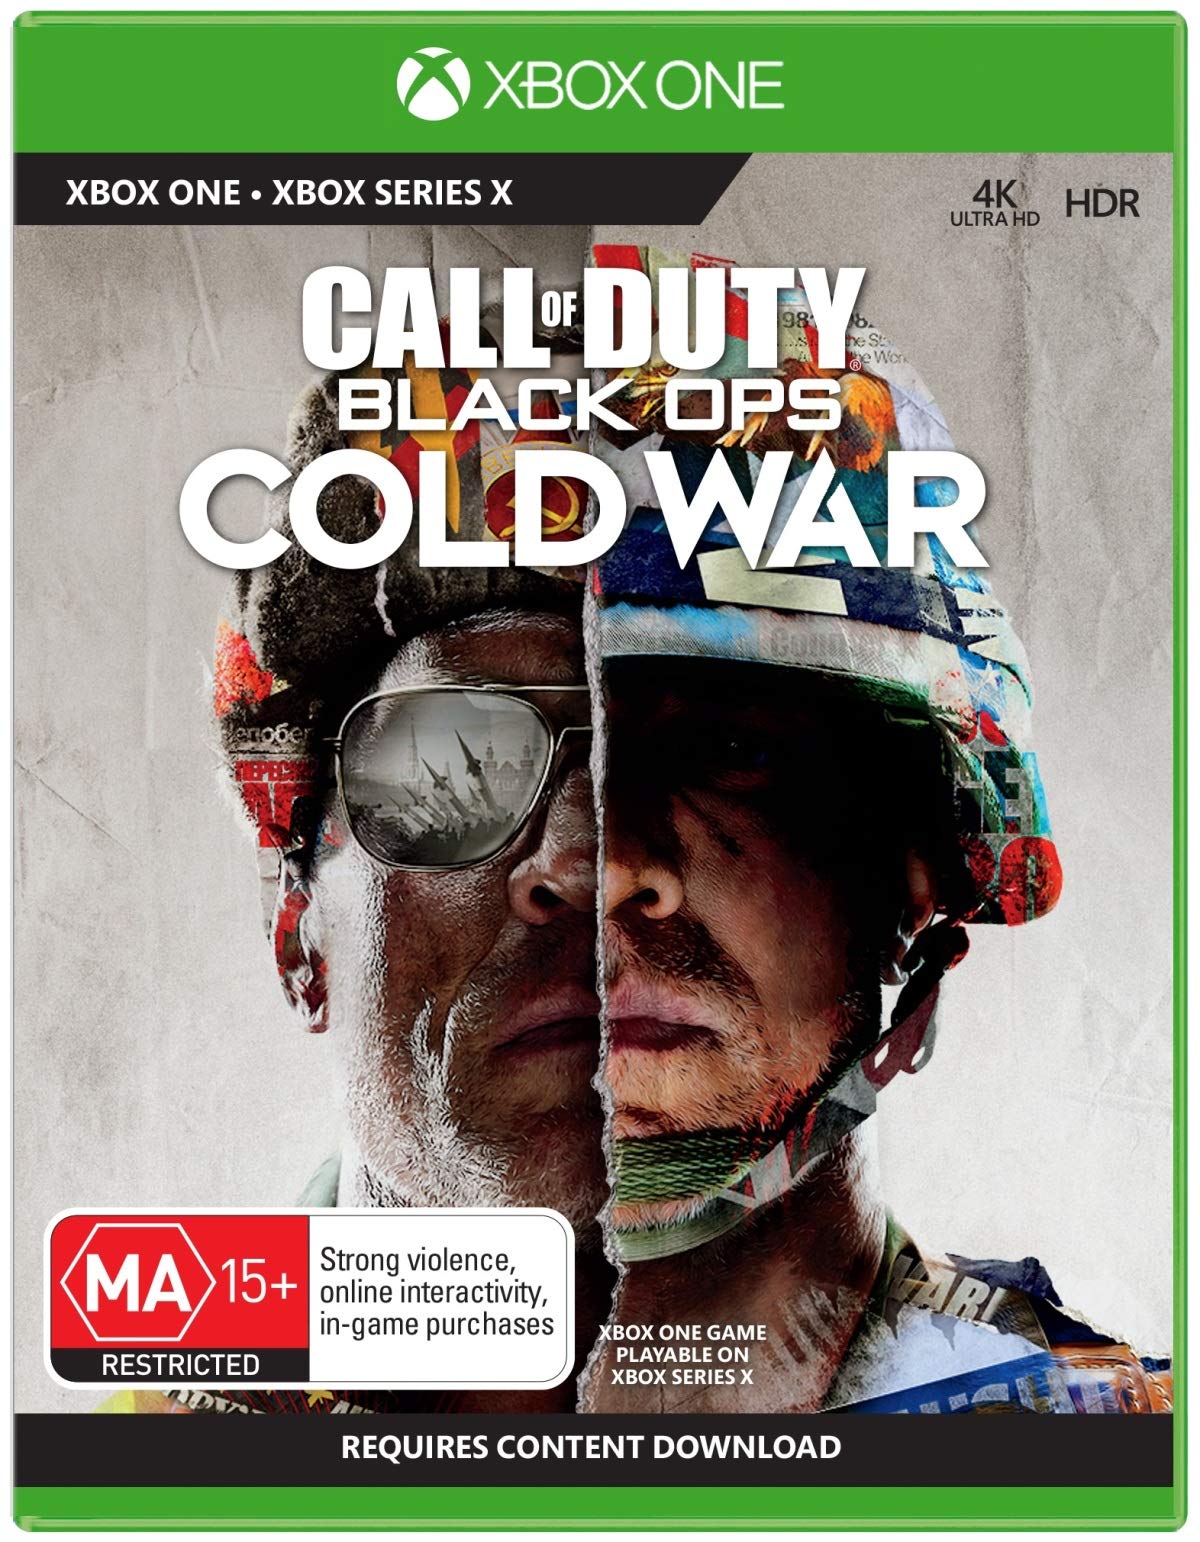 XBOX ONE
XBOX ONE • XBOX SERIES X
4K
ULTRA HD
HDR
CALL OF DUTY®
BLACK OPS
COLD WAR
MA 15+
RESTRICTED
Strong violence,
online interactivity,
in-game purchases
XBOX ONE GAME
PLAYABLE ON
XBOX SERIES X
REQUIRES CONTENT DOWNLOAD